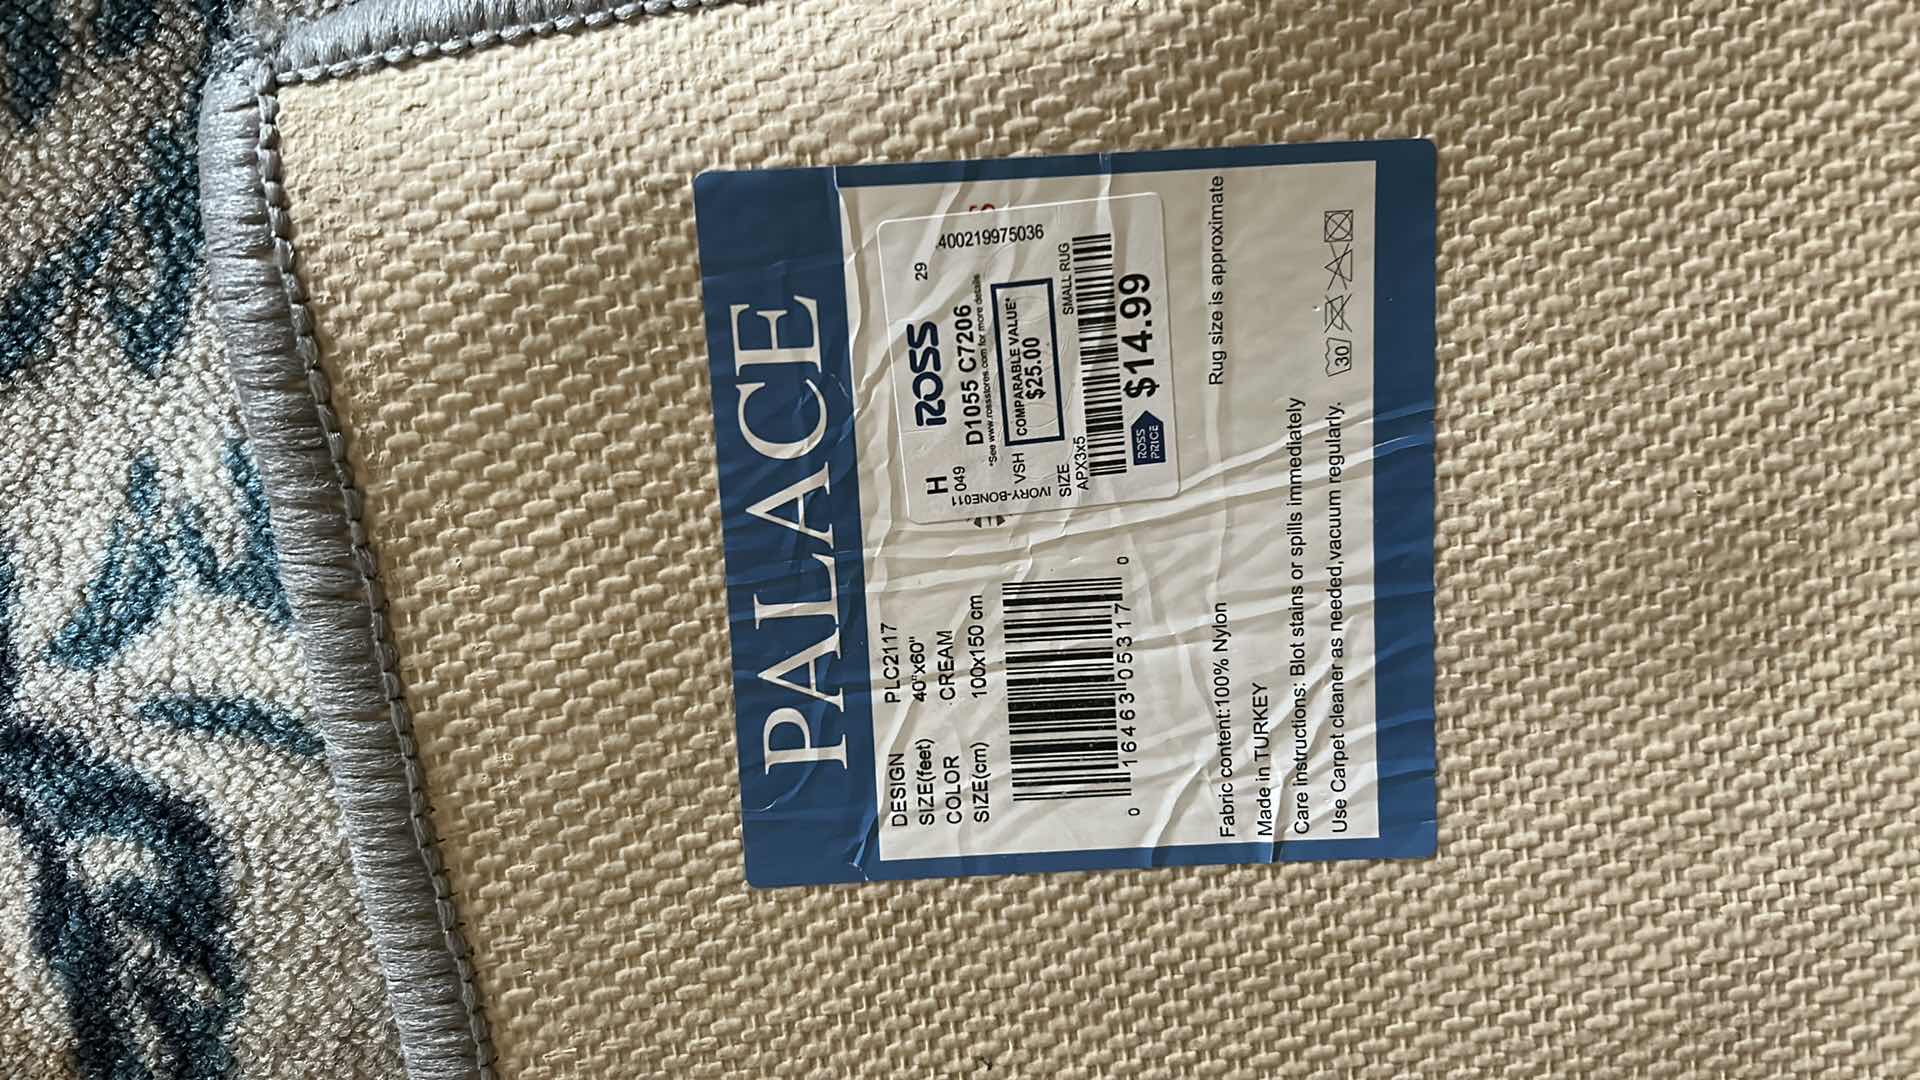 PALACE
DESIGN PLC2117
SIZE(feet) 40"x60"
COLOR CREAM
SIZE(cm) 100x150 cm
0 16463 05317 0
H ROSS 29
049 D1055 C7206
*See www.rossstores.com for more details
400219975036
VSH COMPARABLE VALUE*
$25.00
IVORY-BONE011
SIZE SMALL RUG
APX3x5
ROSS
PRICE
$14.99
Rug size is approximate
Fabric content:100% Nylon
Made in TURKEY
Care instructions: Blot stains or spills immediately
Use Carpet cleaner as needed,vacuum regularly.
30